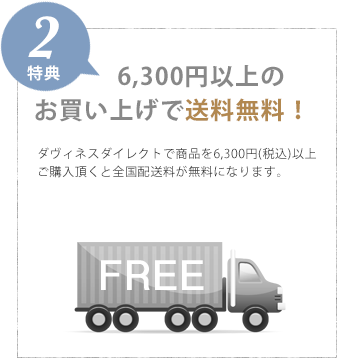 2
特典
6,300円以上の
お買い上げで送料無料！
ダヴィネスダイレクトで商品を6,300円(税込)以上
ご購入頂くと全国配送料が無料になります。
FREE